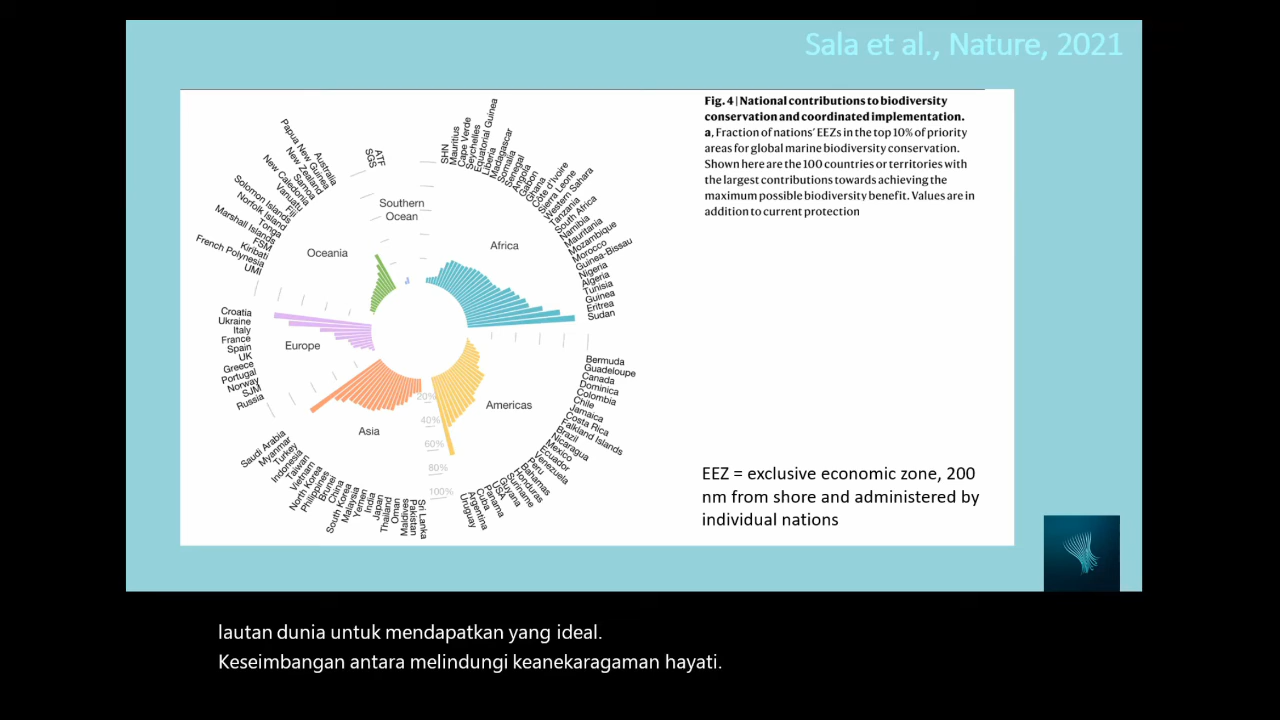 Sala et al., Nature, 2021
Fig. 4 | National contributions to biodiversity
conservation and coordinated implementation.
a, Fraction of nations' EEZs in the top 10% of priority
areas for global marine biodiversity conservation.
Shown here are the 100 countries or territories with
the largest contributions towards achieving the
maximum possible biodiversity benefit. Values are in
addition to current protection
Southern
Ocean
ATF
SGS
Africa
SHN
Mauritius
Cape Verde
Seychelles
Equatorial Guinea
Liberia
Madagascar
Somalia
Senegal
Angola
Gabon
Ghana
Côte d'Ivoire
Sierra Leone
Western Sahara
Tanzania
South Africa
Namibia
Mauritania
Mozambique
Morocco
Guinea-Bissau
Nigeria
Algeria
Tunisia
Guinea
Eritrea
Sudan
Americas
Bermuda
Guadeloupe
Canada
Dominica
Colombia
Chile
Jamaica
Costa Rica
Falkland Islands
Brazil
Nicaragua
Mexico
Ecuador
Venezuela
Peru
Bahamas
Honduras
Suriname
Guyana
USA
Panama
Cuba
Argentina
Uruguay
20%
40%
60%
80%
100%
Asia
Sri Lanka
Pakistan
Maldives
Oman
Thailand
Japan
India
Yemen
Malaysia
South Korea
China
Brunei
Philippines
North Korea
Vietnam
Taiwan
Indonesia
Turkey
Myanmar
Saudi Arabia
Europe
Russia
SJM
Norway
Portugal
Greece
UK
Spain
France
Italy
Ukraine
Croatia
Oceania
UMI
French Polynesia
Kiribati
FSM
Marshall Islands
Tonga
Norfolk Island
Solomon Islands
Fiji
Vanuatu
New Caledonia
Samoa
New Zealand
Papua New Guinea
Australia
EEZ = exclusive economic zone, 200
nm from shore and administered by
individual nations
lautan dunia untuk mendapatkan yang ideal.
Keseimbangan antara melindungi keanekaragaman hayati.